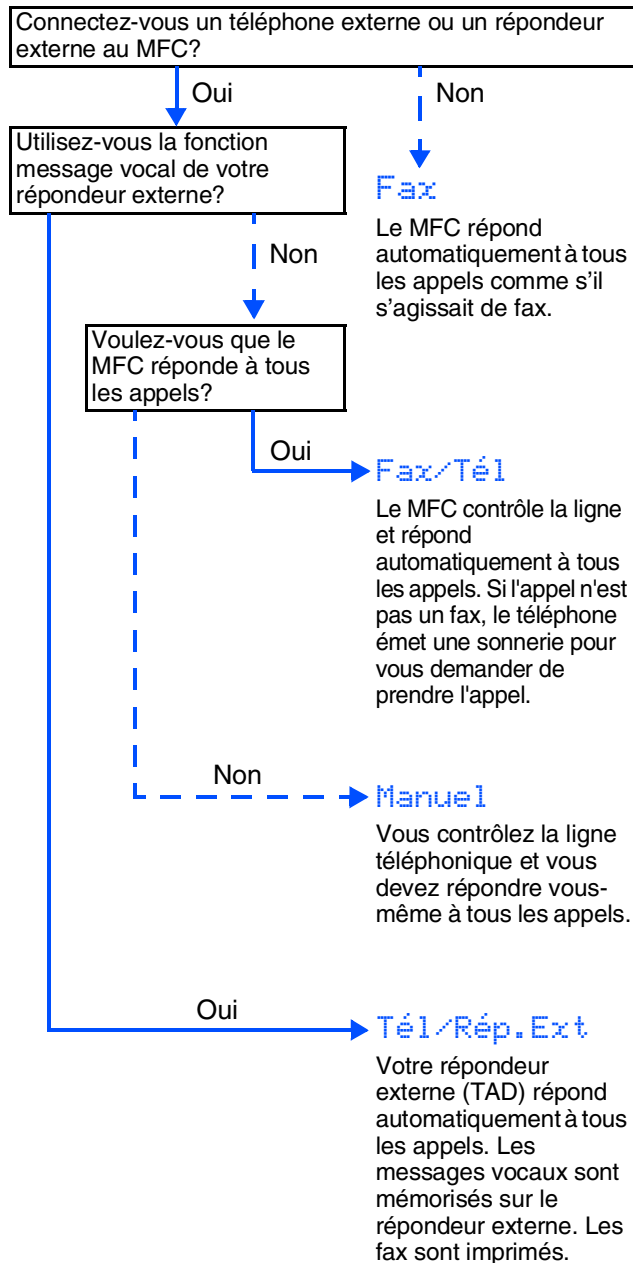 Connectez-vous un téléphone externe ou un répondeur
externe au MFC?
Oui
Non
Utilisez-vous la fonction
message vocal de votre
répondeur externe?
Fax
Le MFC répond
automatiquement à tous
les appels comme s’il
s’agissait de fax.
Non
Voulez-vous que le
MFC réponde à tous
les appels?
Oui
Fax/Tél
Le MFC contrôle la ligne
et répond
automatiquement à tous
les appels. Si l'appel n'est
pas un fax, le téléphone
émet une sonnerie pour
vous demander de
prendre l'appel.
Non
Manuel
Vous contrôlez la ligne
téléphonique et vous
devez répondre vous-
même à tous les appels.
Oui
Tél/Rép.Ext
Votre répondeur
externe (TAD) répond
automatiquement à tous
les appels. Les
messages vocaux sont
mémorisés sur le
répondeur externe. Les
fax sont imprimés.